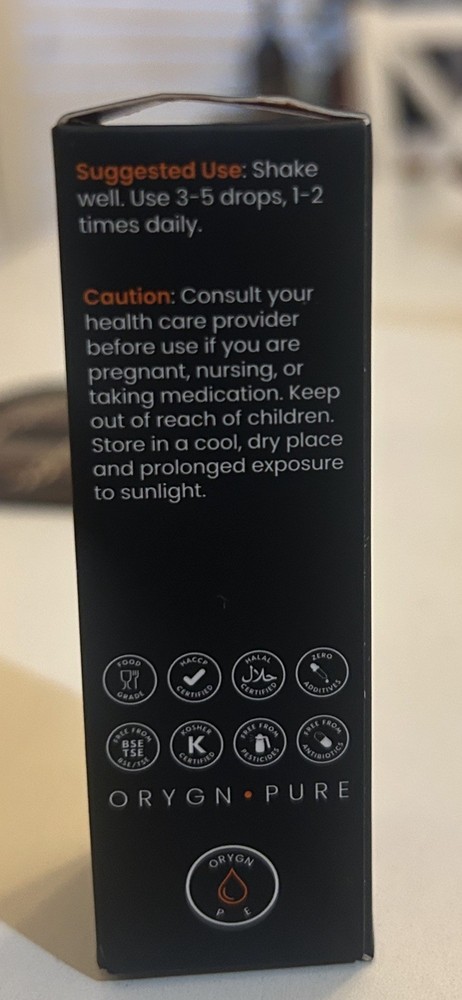 Suggested Use: Shake
well. Use 3-5 drops, 1-2
times daily.
Caution: Consult your
health care provider
before use if you are
pregnant, nursing, or
taking medication. Keep
out of reach of children.
Store in a cool, dry place
and prolonged exposure
to sunlight.
FOOD GRADE
HACCP CERTIFIED
HALAL حلال CERTIFIED
ZERO ADDITIVES
FREE FROM BSE TSE BSE/TSE
KOSHER K CERTIFIED
FREE FROM PESTICIDES
FREE FROM ANTIBIOTICS
ORYGN • PURE
ORYGN
P E